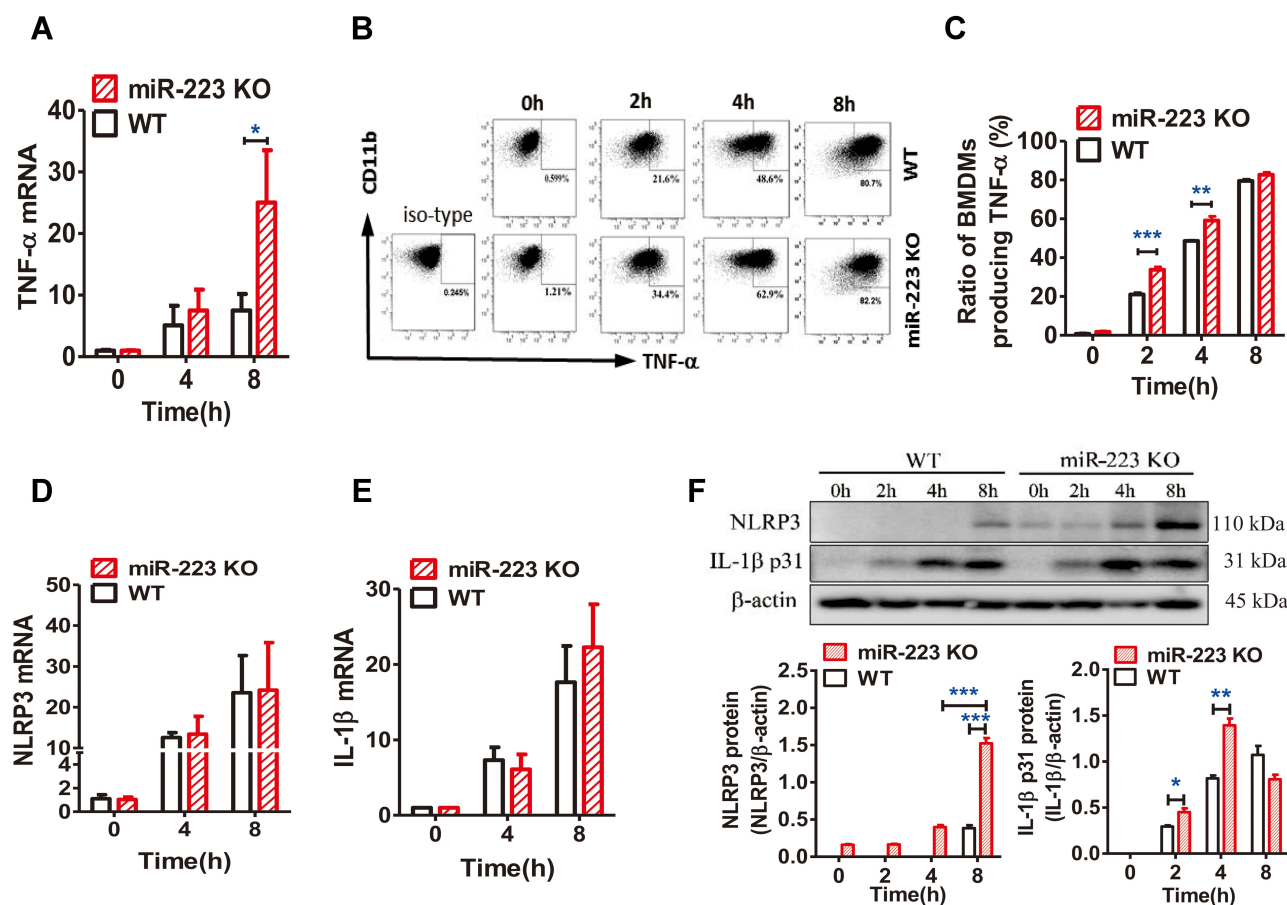 A
miR-223 KO
WT
TNF-α mRNA
40
30
20
10
0
*
0 4 8
Time(h)
B
0h 2h 4h 8h
CD11b
iso-type
0.599% 21.6% 48.6% 80.7%
WT
0.245% 1.21% 34.4% 62.9% 82.2%
miR-223 KO
TNF-α
C
miR-223 KO
WT
Ratio of BMDMs
producing TNF-α (%)
100
80
60
40
20
0
*** **
0 2 4 8
Time(h)
D
miR-223 KO
WT
NLRP3 mRNA
50
40
30
20
10
4
2
0
0 4 8
Time(h)
E
miR-223 KO
WT
IL-1β mRNA
30
20
10
0
0 4 8
Time(h)
F
WT miR-223 KO
0h 2h 4h 8h 0h 2h 4h 8h
NLRP3 110 kDa
IL-1β p31 31 kDa
β-actin 45 kDa
miR-223 KO
WT
NLRP3 protein
(NLRP3/β-actin)
2.5
2.0
1.5
1.0
0.5
0.0
***
***
0 2 4 8
Time(h)
miR-223 KO
WT
IL-1β p31 protein
(IL-1β/β-actin)
2.0
1.5
1.0
0.5
0.0
* **
0 2 4 8
Time(h)